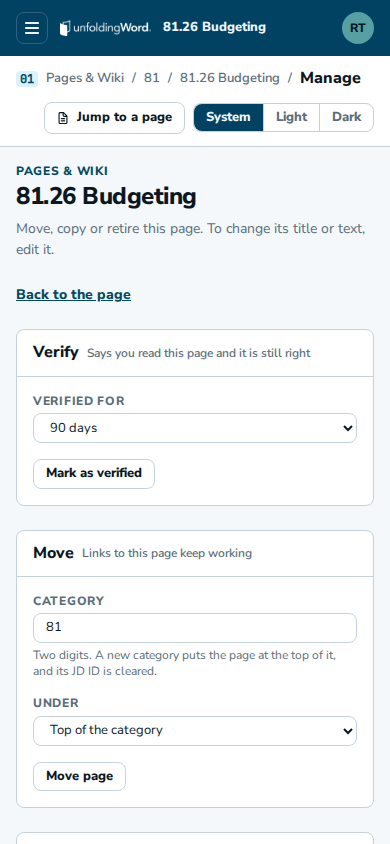 unfoldingWord. 81.26 Budgeting RT
01 Pages & Wiki / 81 / 81.26 Budgeting / Manage
Jump to a page System Light Dark
PAGES & WIKI
81.26 Budgeting
Move, copy or retire this page. To change its title or text,
edit it.
Back to the page
Verify Says you read this page and it is still right
VERIFIED FOR
90 days
Mark as verified
Move Links to this page keep working
CATEGORY
81
Two digits. A new category puts the page at the top of it,
and its JD ID is cleared.
UNDER
Top of the category
Move page